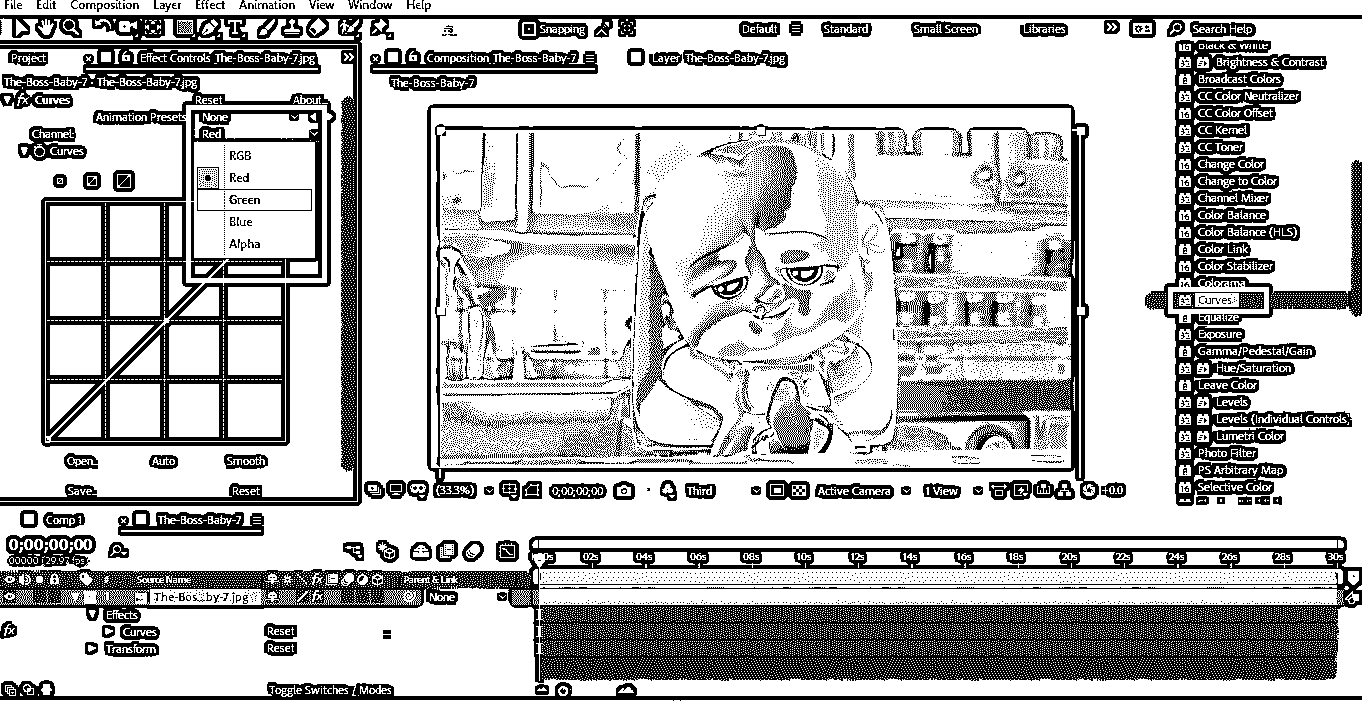 File Edit Composition Layer Effect Animation View Window Help
Snapping Default Standard Small Screen Libraries Search Help
Project Effect Controls The-Boss-Baby-7.jpg Composition The-Boss-Baby-7 Layer The-Boss-Baby-7.jpg
The-Boss-Baby-7 · The-Boss-Baby-7.jpg The-Boss-Baby-7
fx Curves Reset About
Animation Presets None
Channel: Red
Curves
RGB
Red
Green
Blue
Alpha
Open... Auto Smooth
Save... Reset
Black & White
Brightness & Contrast
Broadcast Colors
CC Color Neutralizer
CC Color Offset
CC Kernel
CC Toner
Change Color
Change to Color
Channel Mixer
Color Balance
Color Balance (HLS)
Color Link
Color Stabilizer
Colorama
Curves
Equalize
Exposure
Gamma/Pedestal/Gain
Hue/Saturation
Leave Color
Levels
Levels (Individual Controls)
Lumetri Color
Photo Filter
PS Arbitrary Map
Selective Color
(33.3%) 0;00;00;00 Third Active Camera 1 View +0.0
Comp 1 The-Boss-Baby-7
0;00;00;00
00000 (29.97 fps)
02s 04s 06s 08s 10s 12s 14s 16s 18s 20s 22s 24s 26s 28s 30s
Source Name Parent & Link
None
Effects
fx Curves Reset
Transform Reset
Toggle Switches / Modes